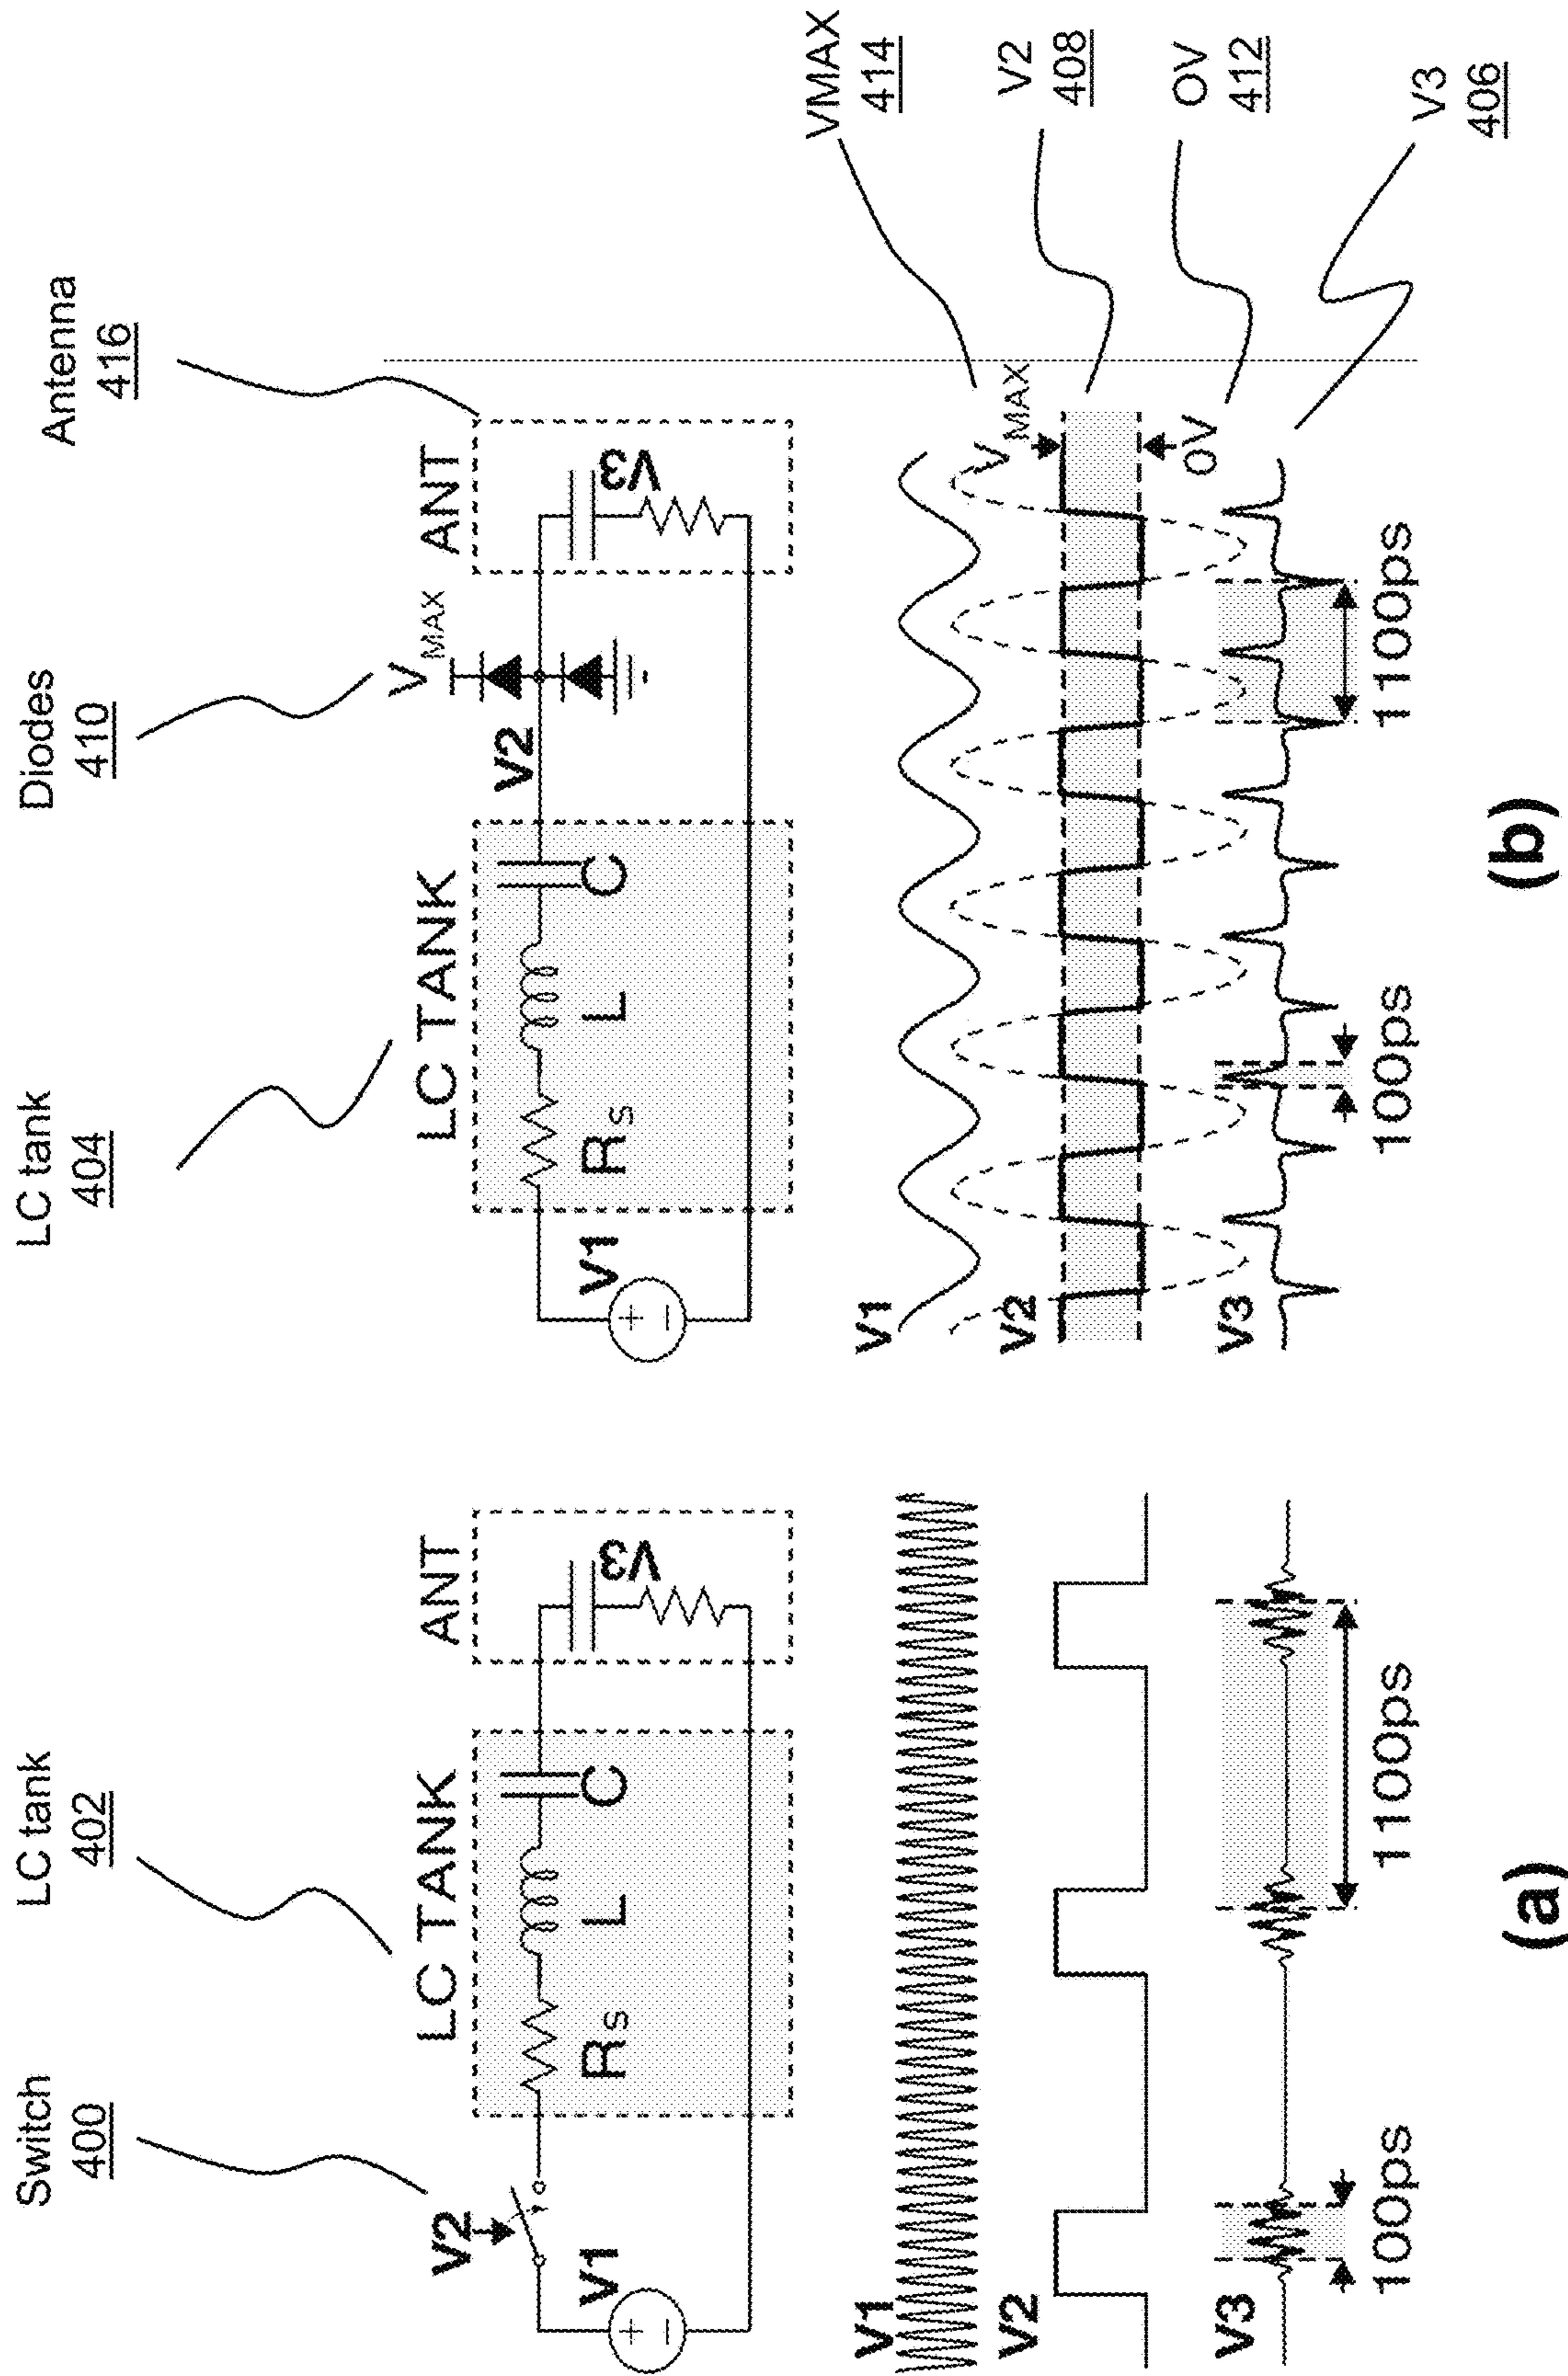 LC tank
402
Switch
400
LC TANK
ANT
V2
V1
RS
L
C
V3
V1
V2
V3
100ps
1100ps
(a)
Antenna
416
Diodes
410
LC tank
404
LC TANK
VMAX
ANT
V1
RS
L
C
V2
V3
V1
V2
V3
VMAX
0V
100ps
1100ps
VMAX
414
V2
408
OV
412
V3
406
(b)